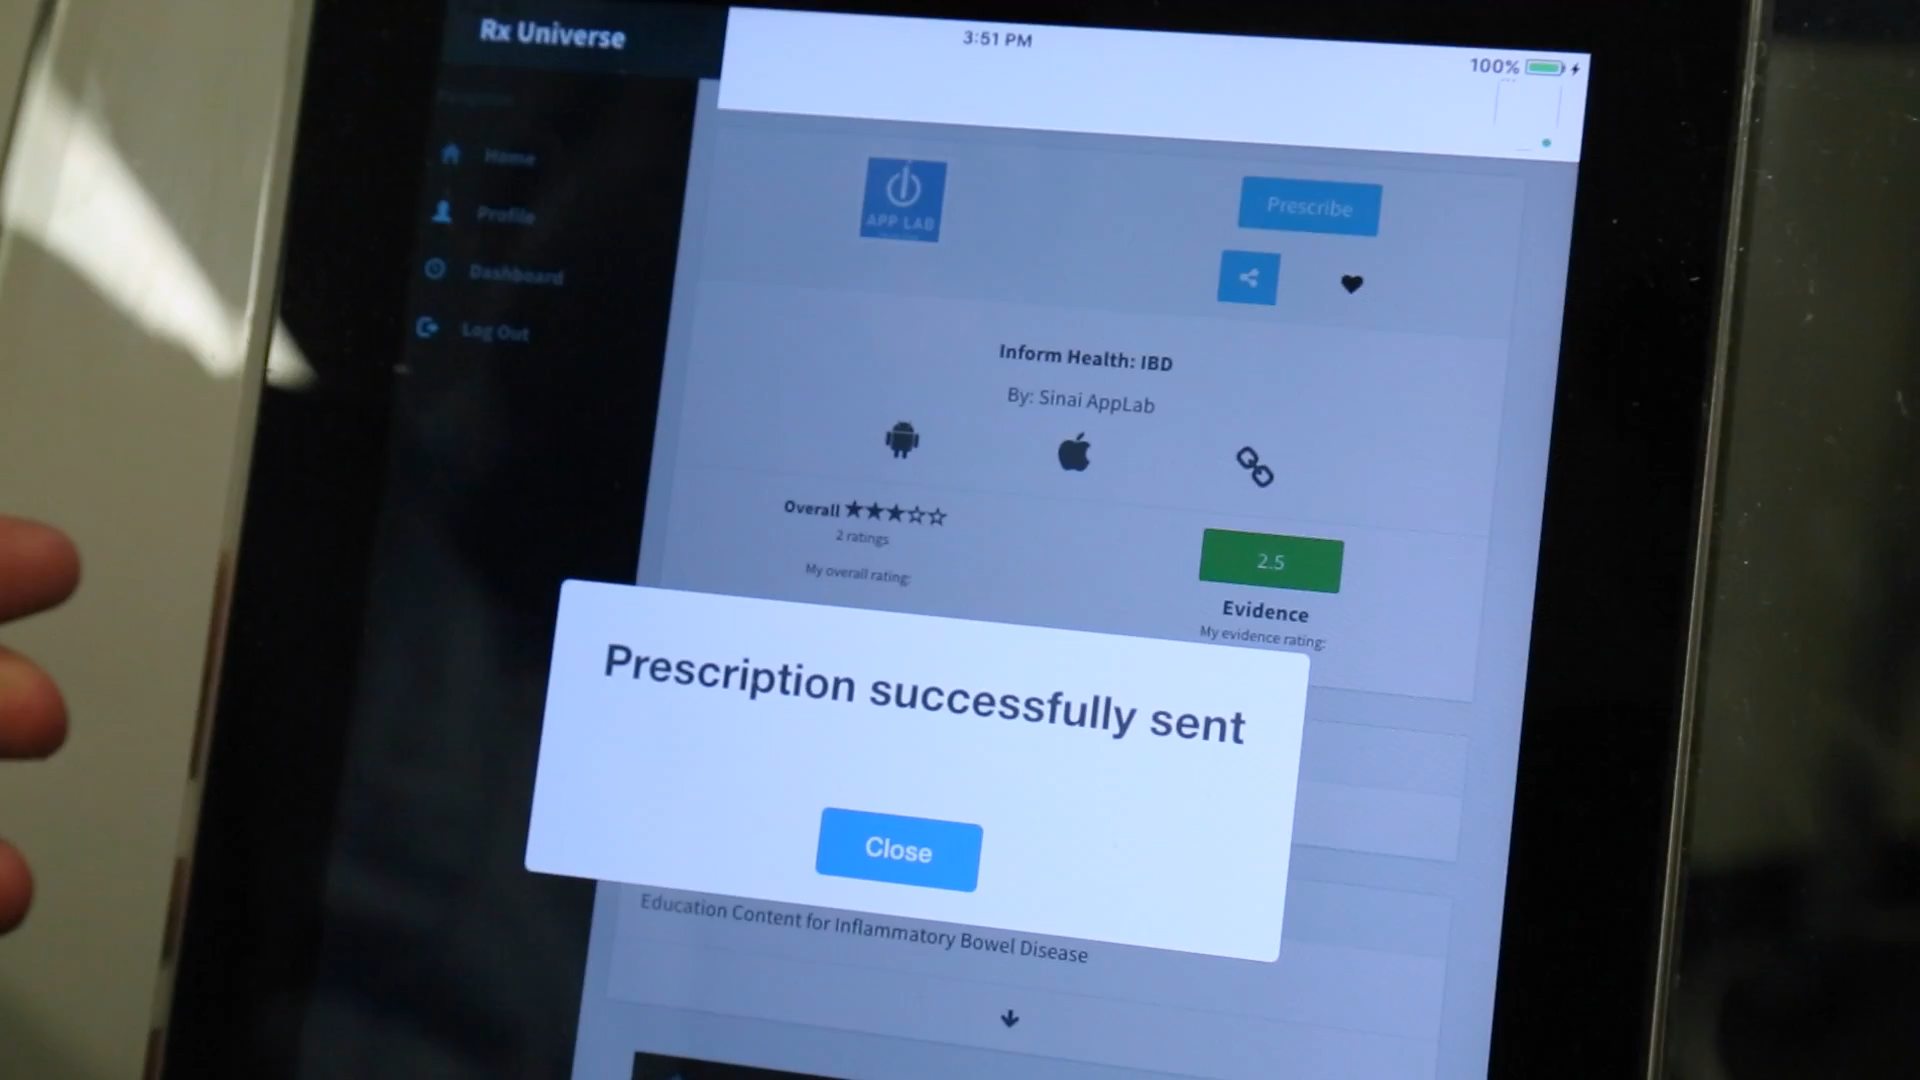 Rx Universe
3:51 PM
100%
Home
Profile
Dashboard
Log Out
APP LAB
Prescribe
Inform Health: IBD
By: Sinai AppLab
Overall
2 ratings
My overall rating:
2.5
Evidence
My evidence rating:
Prescription successfully sent
Close
Education Content for Inflammatory Bowel Disease